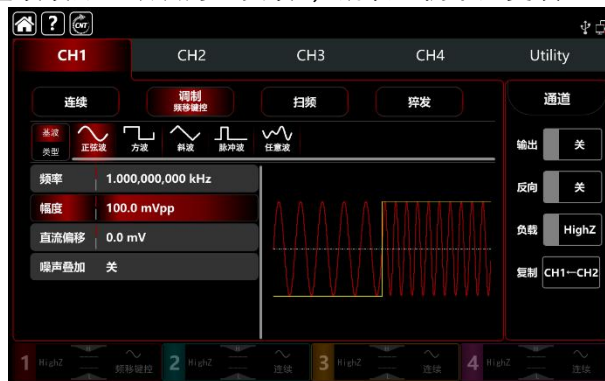 ? CNT
CH1 CH2 CH3 CH4 Utility
连续 调制 扫频 猝发 通道
频移键控
基波 类型 正弦波 方波 斜波 脉冲波 任意波
输出 关
频率 1.000,000,000 kHz
反向 关
幅度 100.0 mVpp
直流偏移 0.0 mV
负载 HighZ
噪声叠加 关
复制 CH1←CH2
1 HighZ 频移键控 2 HighZ 连续 3 HighZ 连续 4 HighZ 连续